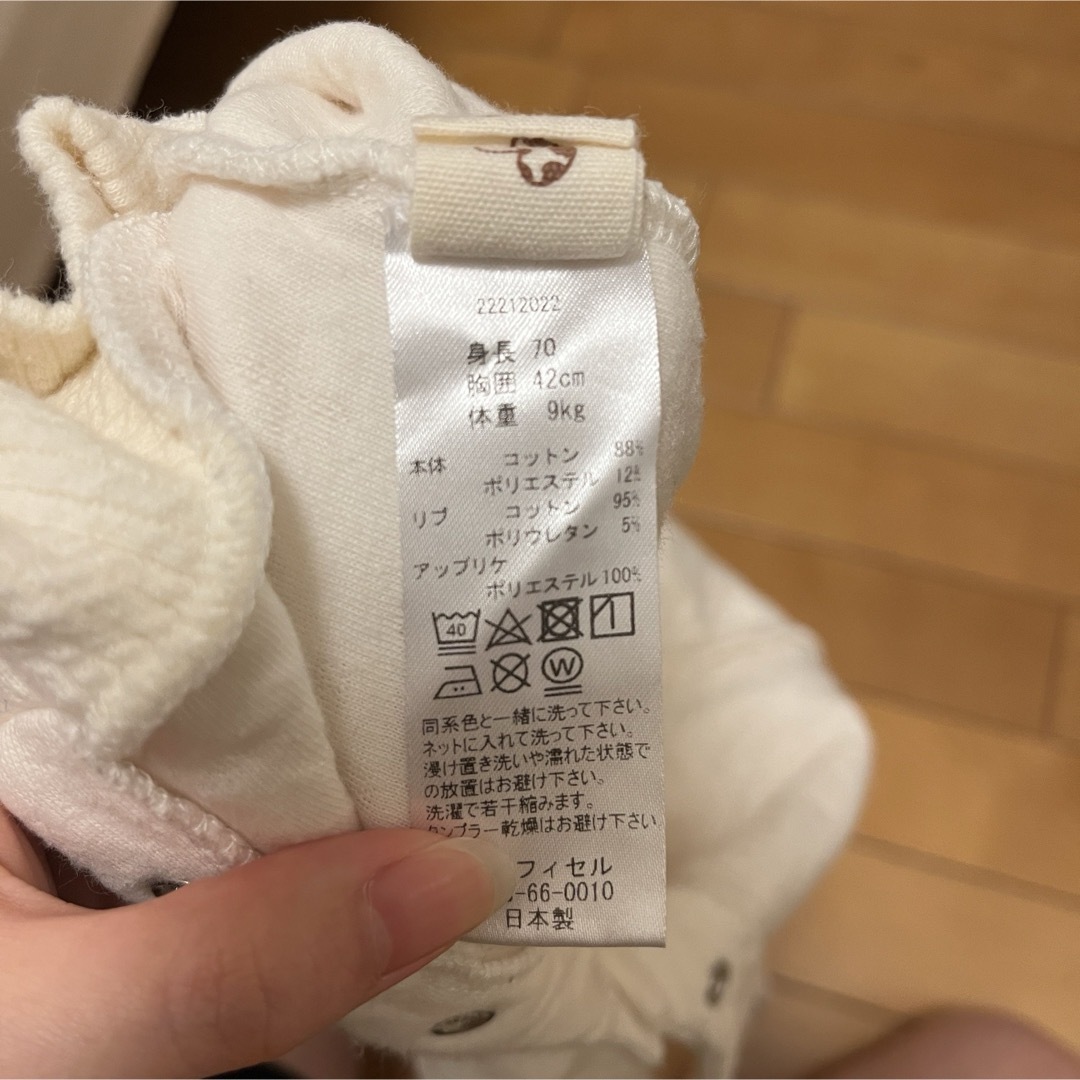 22212022
身長 70
胸囲 42cm
体重 9kg
本体 コットン 88%
ポリエステル 12%
リブ コットン 95%
ポリウレタン 5%
アップリケ
ポリエステル100%
40
W
同系色と一緒に洗って下さい。
ネットに入れて洗って下さい。
浸け置き洗いや濡れた状態で
の放置はお避け下さい。
洗濯で若干縮みます。
タンブラー乾燥はお避け下さい
フィセル
-66-0010
日本製